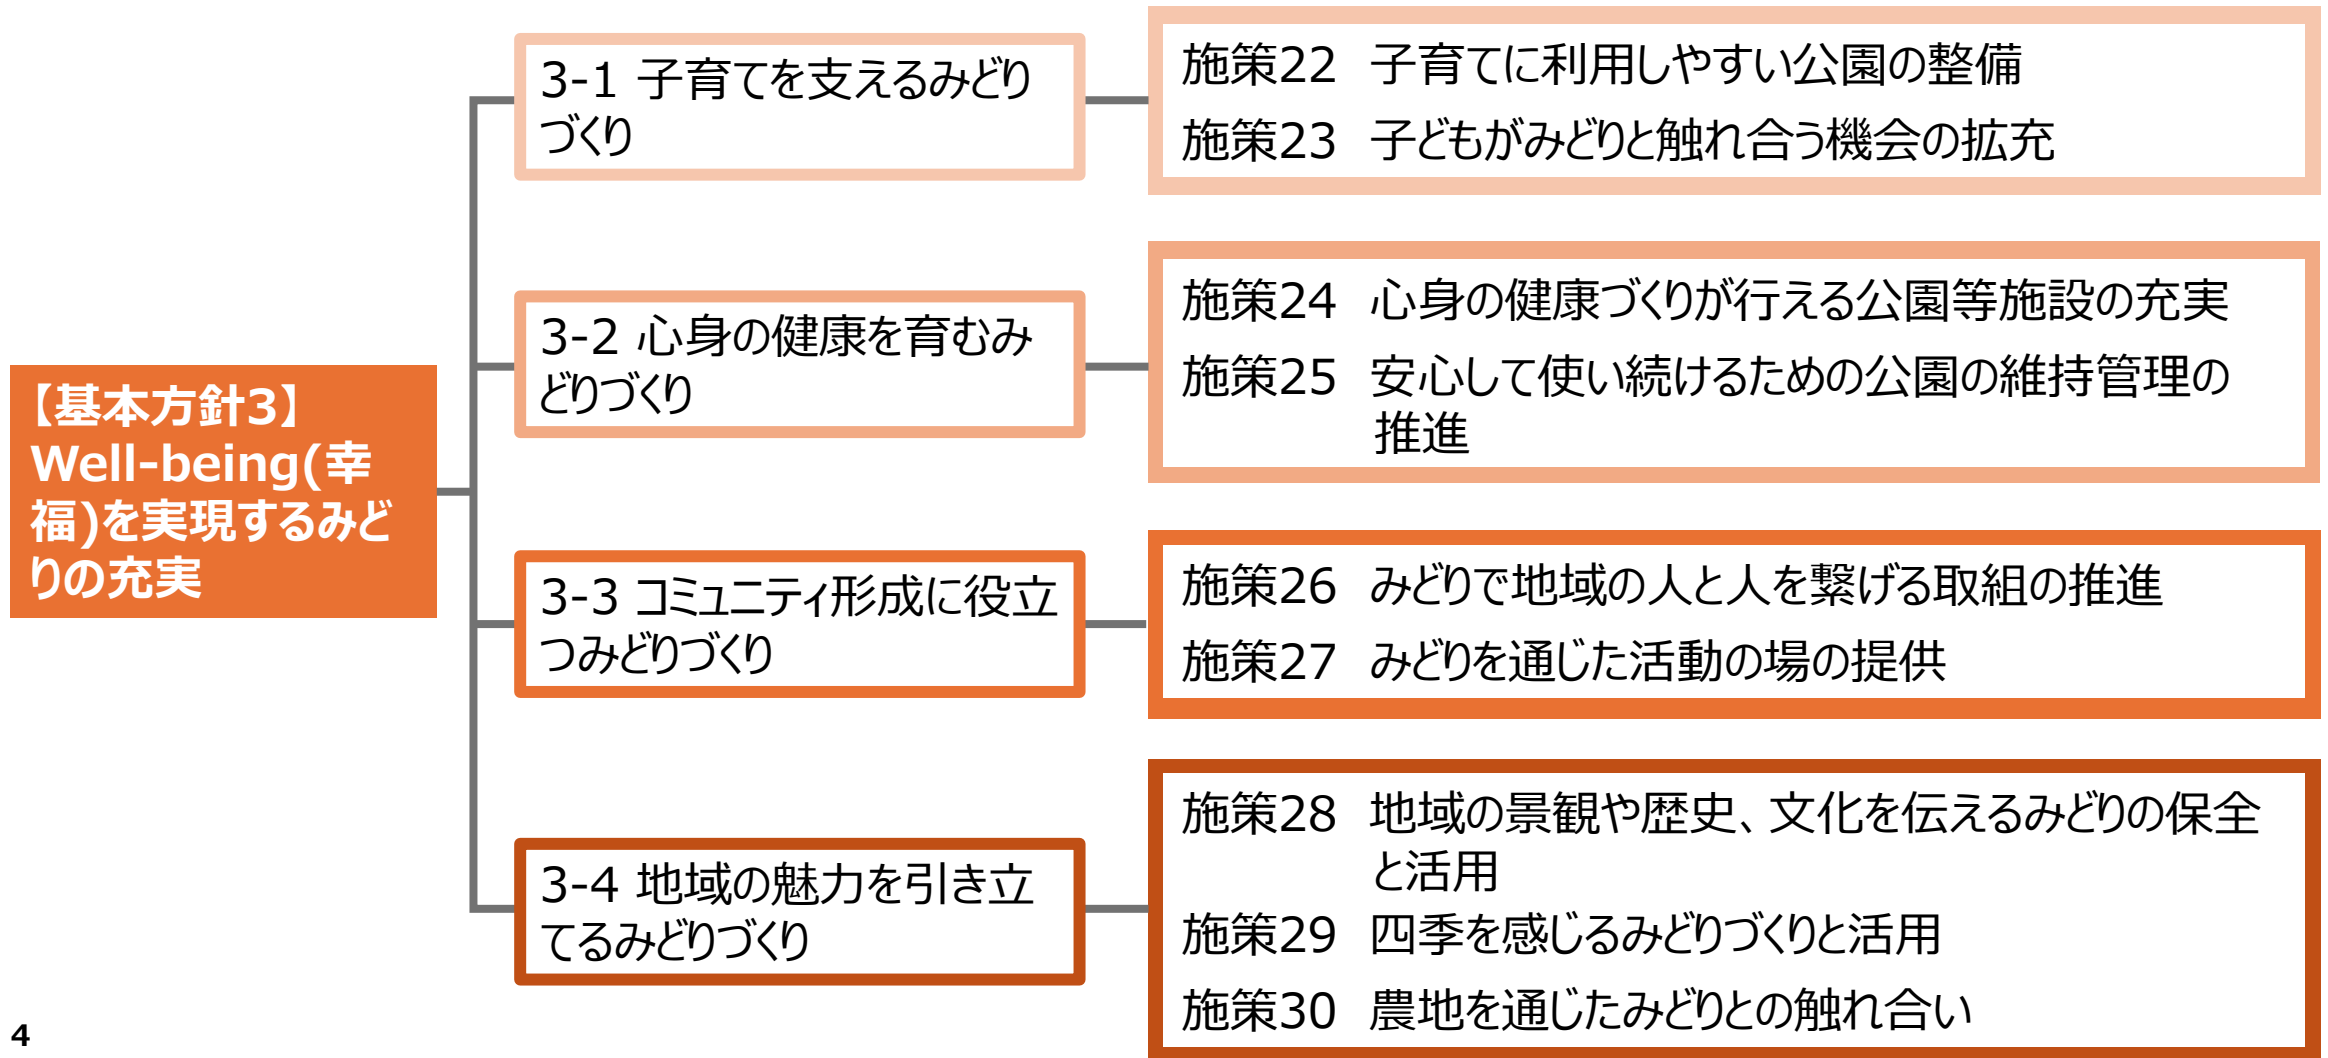 【基本方針3】
Well-being(幸
福)を実現するみど
りの充実
3-1 子育てを支えるみどり
づくり
施策22 子育てに利用しやすい公園の整備
施策23 子どもがみどりと触れ合う機会の拡充
3-2 心身の健康を育むみ
どりづくり
施策24 心身の健康づくりが行える公園等施設の充実
施策25 安心して使い続けるための公園の維持管理の
推進
3-3 コミュニティ形成に役立
つみどりづくり
施策26 みどりで地域の人と人を繋げる取組の推進
施策27 みどりを通じた活動の場の提供
3-4 地域の魅力を引き立
てるみどりづくり
施策28 地域の景観や歴史、文化を伝えるみどりの保全
と活用
施策29 四季を感じるみどりづくりと活用
施策30 農地を通じたみどりとの触れ合い
4